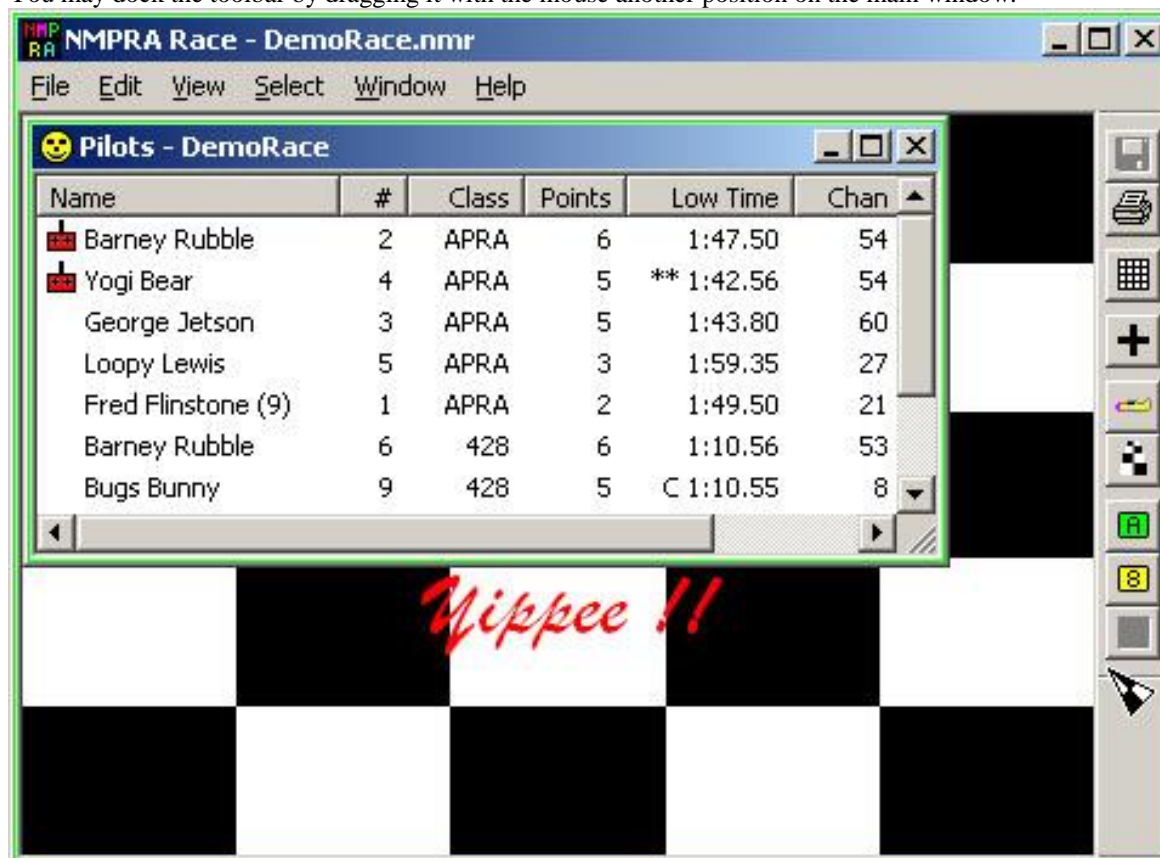 You may dock the toolbar by dragging it with the mouse another position on the main window.
NMP RA NMPRA Race - DemoRace.nmr
File Edit View Select Window Help
Pilots - DemoRace
Name # Class Points Low Time Chan
Barney Rubble 2 APRA 6 1:47.50 54
Yogi Bear 4 APRA 5 ** 1:42.56 54
George Jetson 3 APRA 5 1:43.80 60
Loopy Lewis 5 APRA 3 1:59.35 27
Fred Flinstone (9) 1 APRA 2 1:49.50 21
Barney Rubble 6 428 6 1:10.56 53
Bugs Bunny 9 428 5 C 1:10.55 8
A
8
Yippee !!